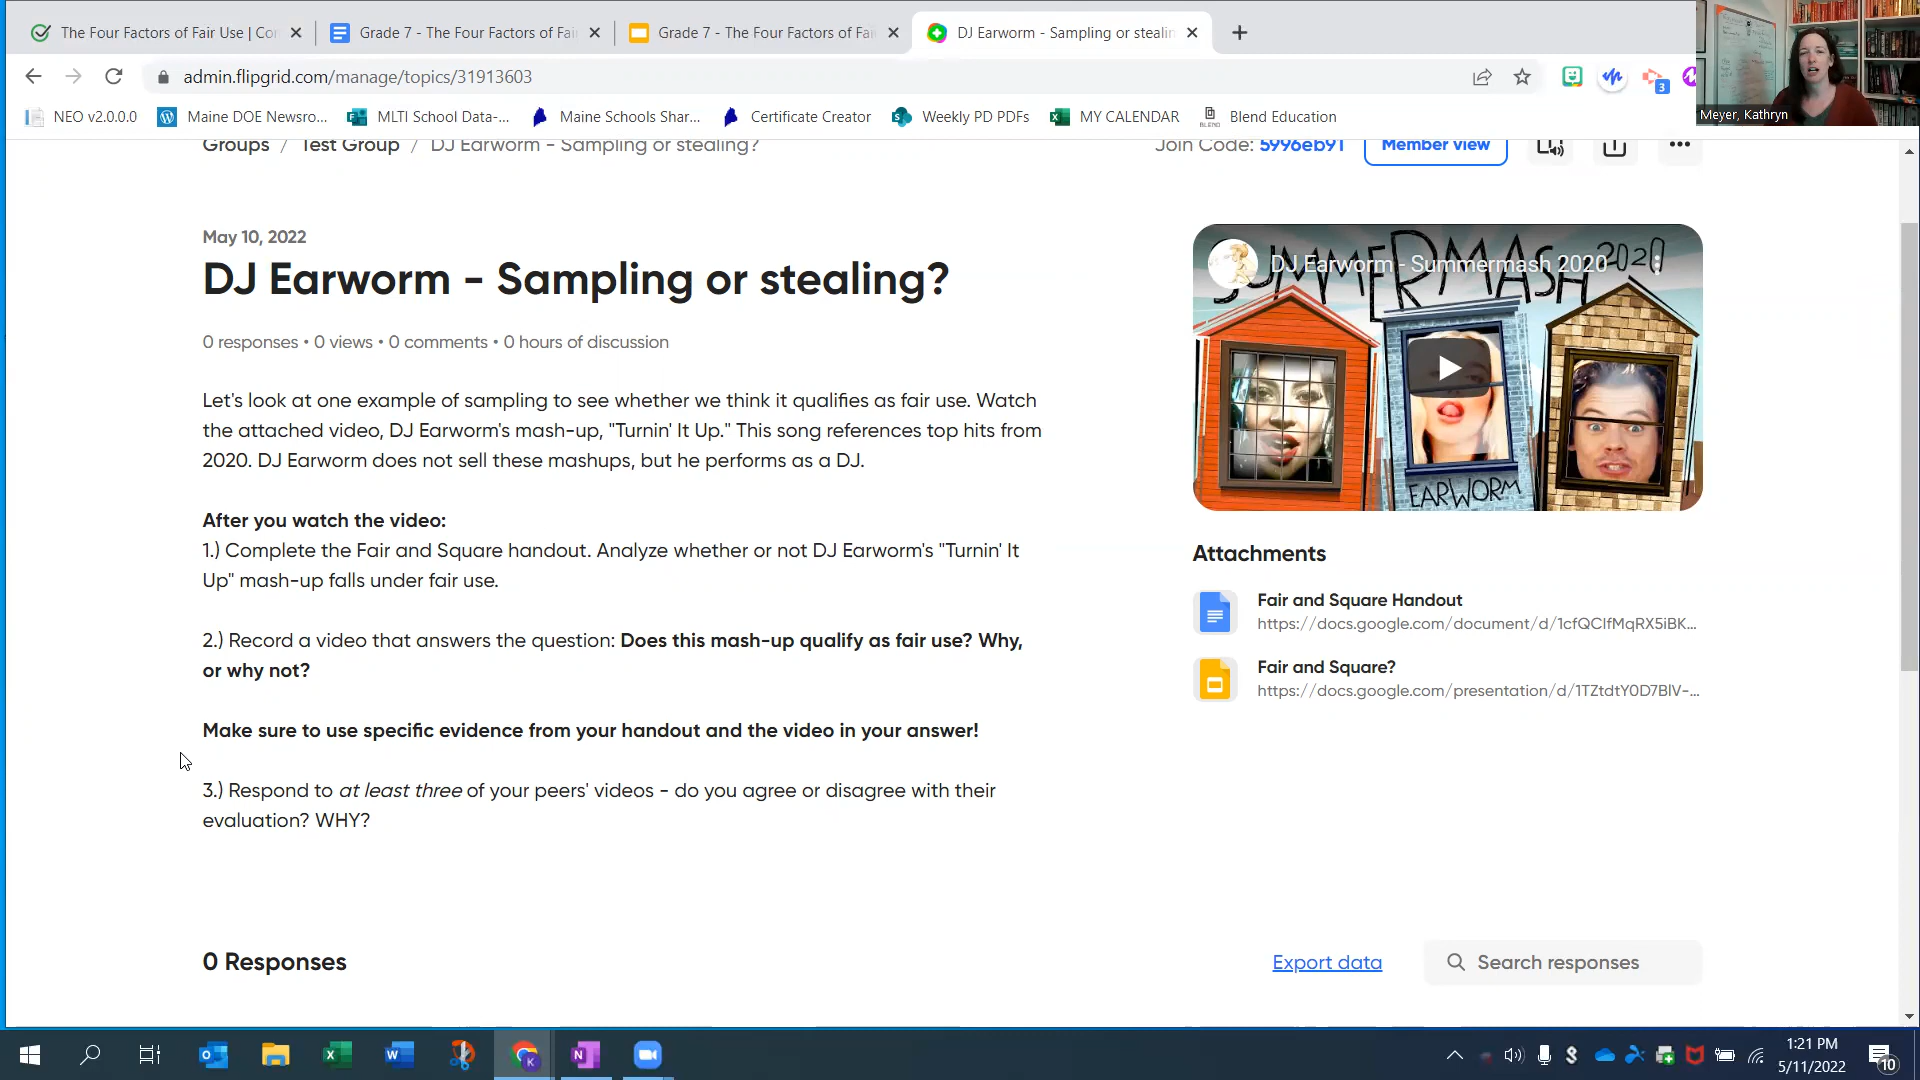 The Four Factors of Fair Use | Co
Grade 7 - The Four Factors of Fai
Grade 7 - The Four Factors of Fai
DJ Earworm - Sampling or stealin
admin.flipgrid.com/manage/topics/31913603
3
Meyer, Kathryn
NEO v2.0.0.0
Maine DOE Newsro...
MLTI School Data-...
Maine Schools Shar...
Certificate Creator
Weekly PD PDFs
MY CALENDAR
BLEND
Blend Education
Groups / Test Group / DJ Earworm - Sampling or stealing?
Join Code: 5996eb91
Member view
May 10, 2022
DJ Earworm - Sampling or stealing?
0 responses • 0 views • 0 comments • 0 hours of discussion
Let's look at one example of sampling to see whether we think it qualifies as fair use. Watch
the attached video, DJ Earworm's mash-up, "Turnin' It Up." This song references top hits from
2020. DJ Earworm does not sell these mashups, but he performs as a DJ.
After you watch the video:
1.) Complete the Fair and Square handout. Analyze whether or not DJ Earworm's "Turnin' It
Up" mash-up falls under fair use.
2.) Record a video that answers the question: Does this mash-up qualify as fair use? Why,
or why not?
Make sure to use specific evidence from your handout and the video in your answer!
3.) Respond to at least three of your peers' videos - do you agree or disagree with their
evaluation? WHY?
SUMMERMASH 2020
DJ Earworm - Summermash 2020
EARWORM
Attachments
Fair and Square Handout
https://docs.google.com/document/d/1cfQClfMqRX5iBK...
Fair and Square?
https://docs.google.com/presentation/d/1TZtdtY0D7BlV-...
0 Responses
Export data
Search responses
1:21 PM
5/11/2022
10